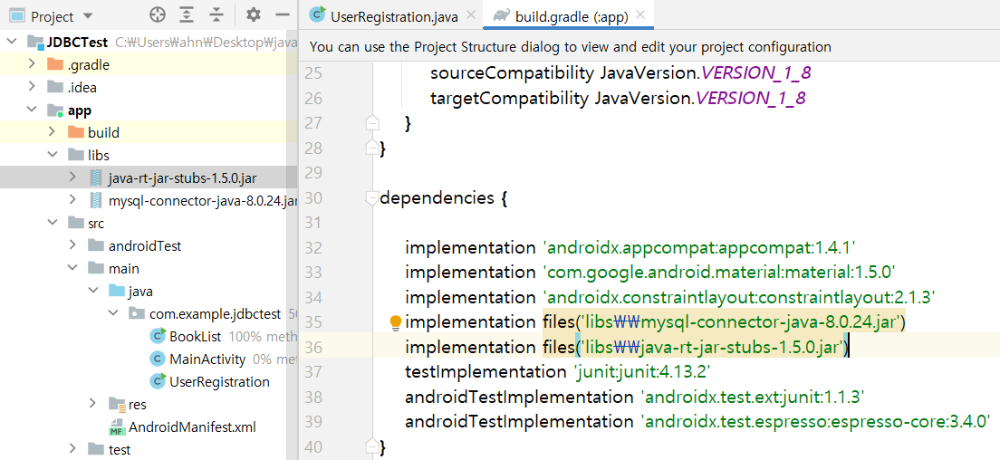 Project
JDBCTest C:₩Users₩ahn₩Desktop₩java
.gradle
.idea
app
build
libs
java-rt-jar-stubs-1.5.0.jar
mysql-connector-java-8.0.24.jar
src
androidTest
main
java
com.example.jdbctest 50
BookList 100% meth
MainActivity 0% me
UserRegistration
res
AndroidManifest.xml
test
UserRegistration.java build.gradle (:app)
You can use the Project Structure dialog to view and edit your project configuration
25 sourceCompatibility JavaVersion.VERSION_1_8
26 targetCompatibility JavaVersion.VERSION_1_8
27 }
28 }
29
30 dependencies {
31
32 implementation 'androidx.appcompat:appcompat:1.4.1'
33 implementation 'com.google.android.material:material:1.5.0'
34 implementation 'androidx.constraintlayout:constraintlayout:2.1.3'
35 implementation files('libs₩₩mysql-connector-java-8.0.24.jar')
36 implementation files('libs₩₩java-rt-jar-stubs-1.5.0.jar')
37 testImplementation 'junit:junit:4.13.2'
38 androidTestImplementation 'androidx.test.ext:junit:1.1.3'
39 androidTestImplementation 'androidx.test.espresso:espresso-core:3.4.0'
40 }